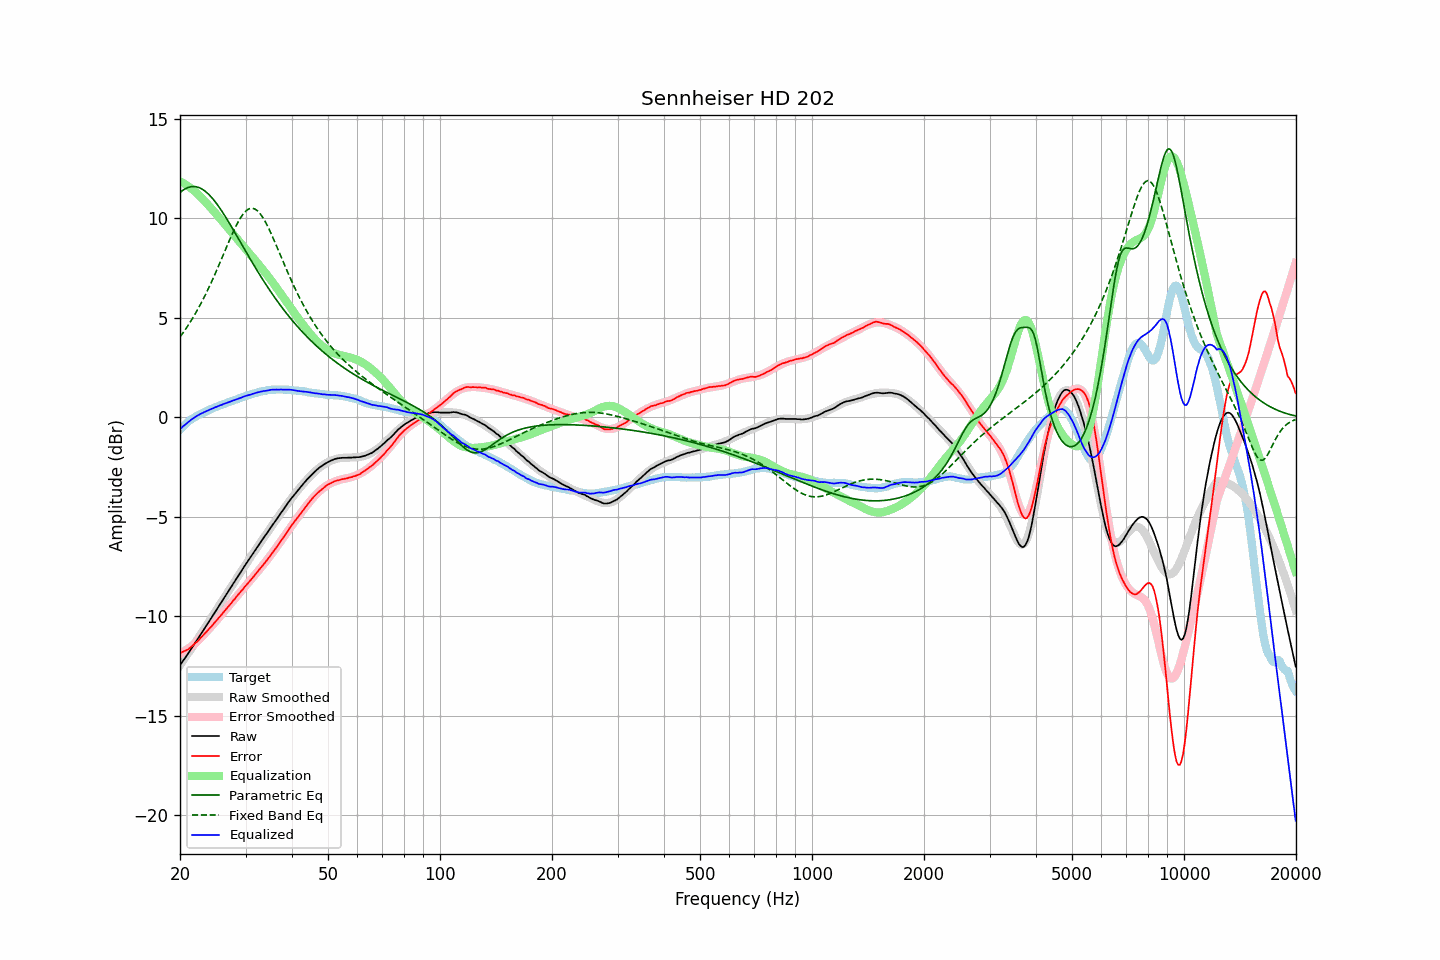 Sennheiser HD 202
Amplitude (dBr)
15
10
5
0
−5
−10
−15
−20
Target
Raw Smoothed
Error Smoothed
Raw
Error
Equalization
Parametric Eq
Fixed Band Eq
Equalized
20 50 100 200 500 1000 2000 5000 10000 20000
Frequency (Hz)